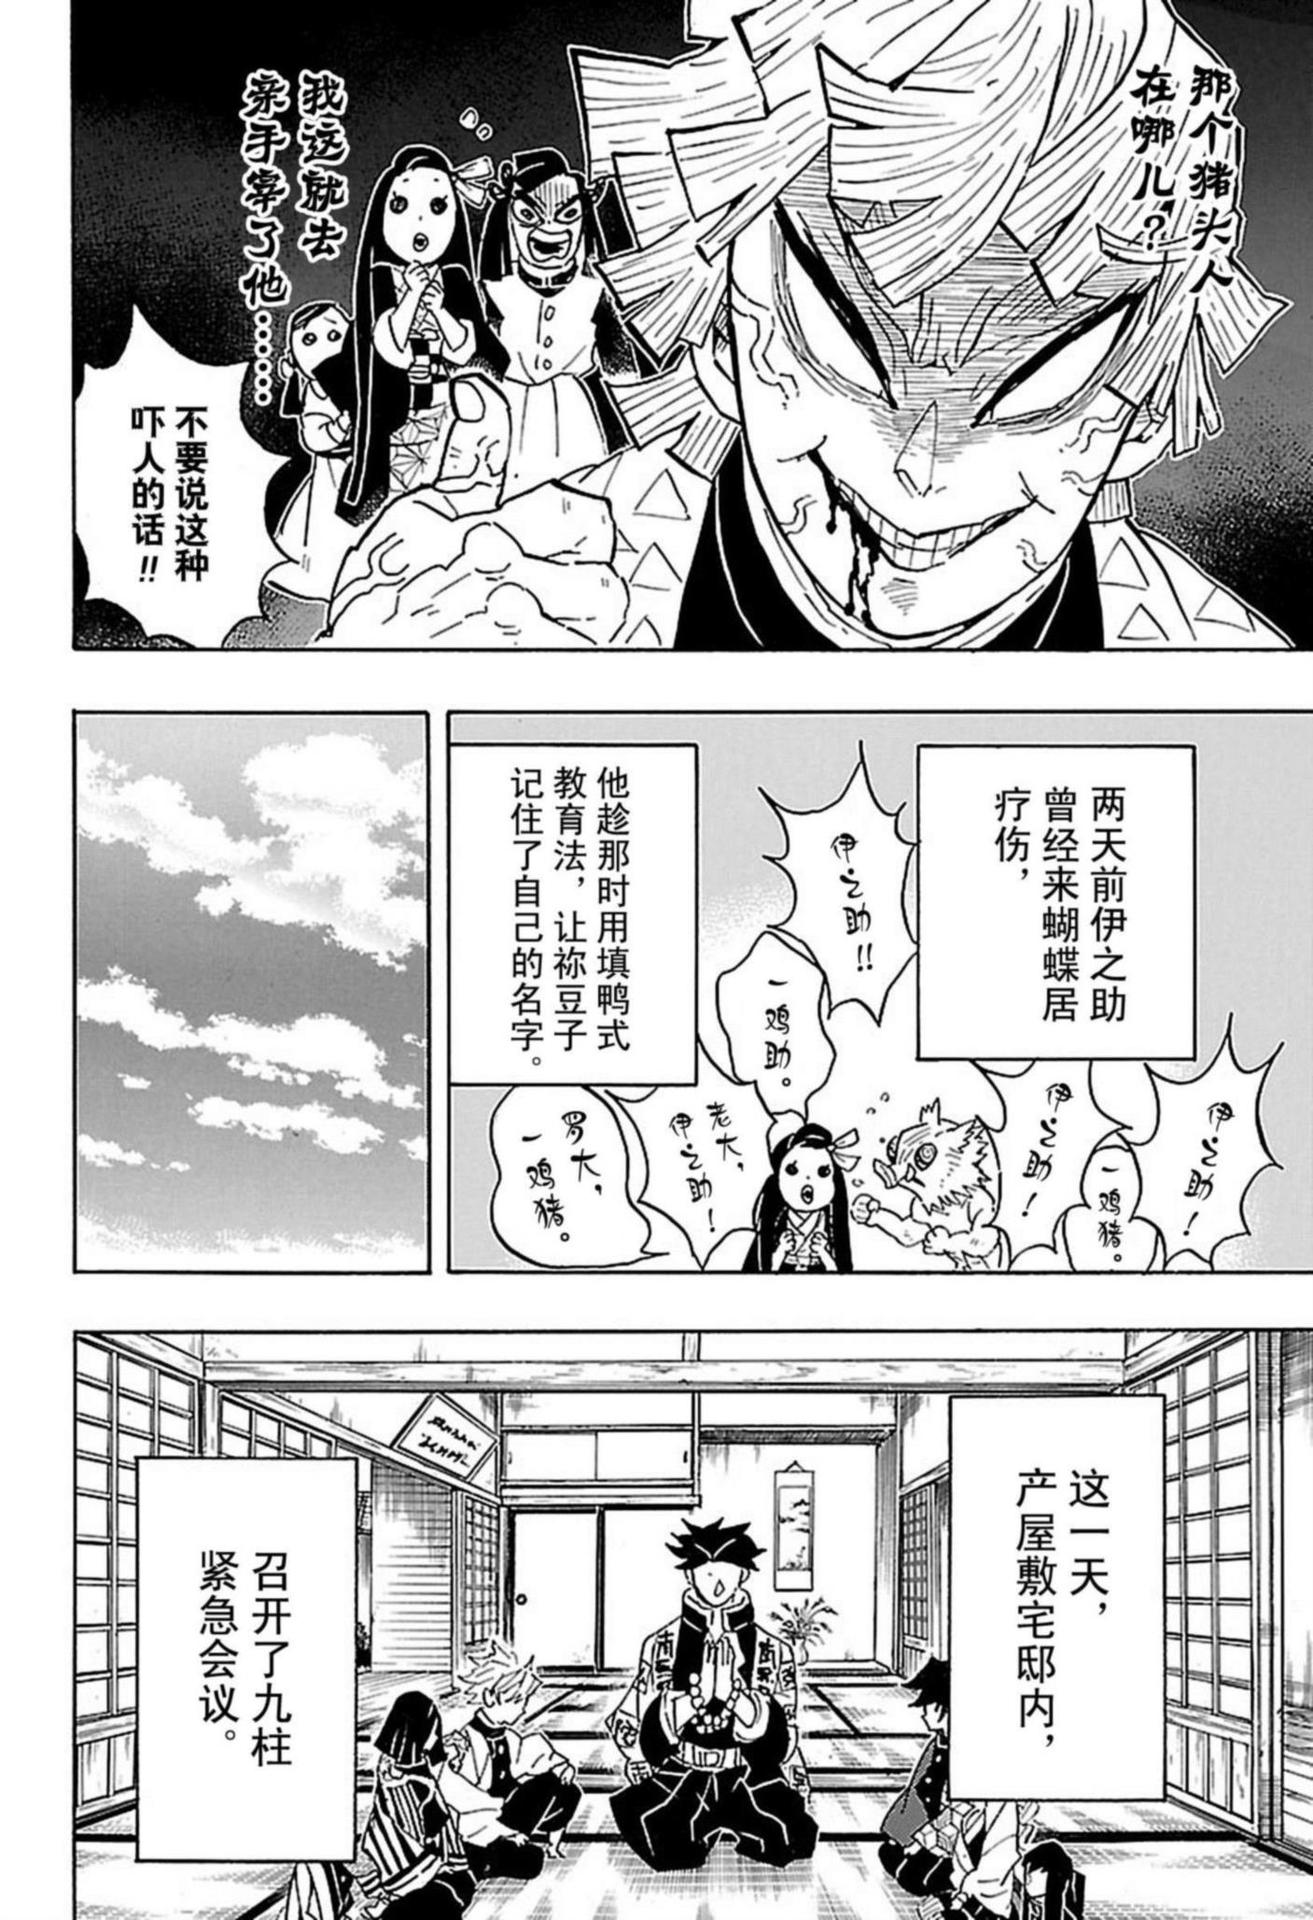 那个猪头人
在哪儿？
我这就去
亲手宰了他……
不要说这种
吓人的话!!
两天前伊之助
曾经来蝴蝶居
疗伤，
伊之助！
一鸡猪。
伊之助！
伊之助!!
一鸡助。
老大，
伊之助！
罗大，
一鸡猪。
他趁那时用填鸭式
教育法，让祢豆子
记住了自己的名字。
这一天，
产屋敷宅邸内，
召开了九柱
紧急会议。